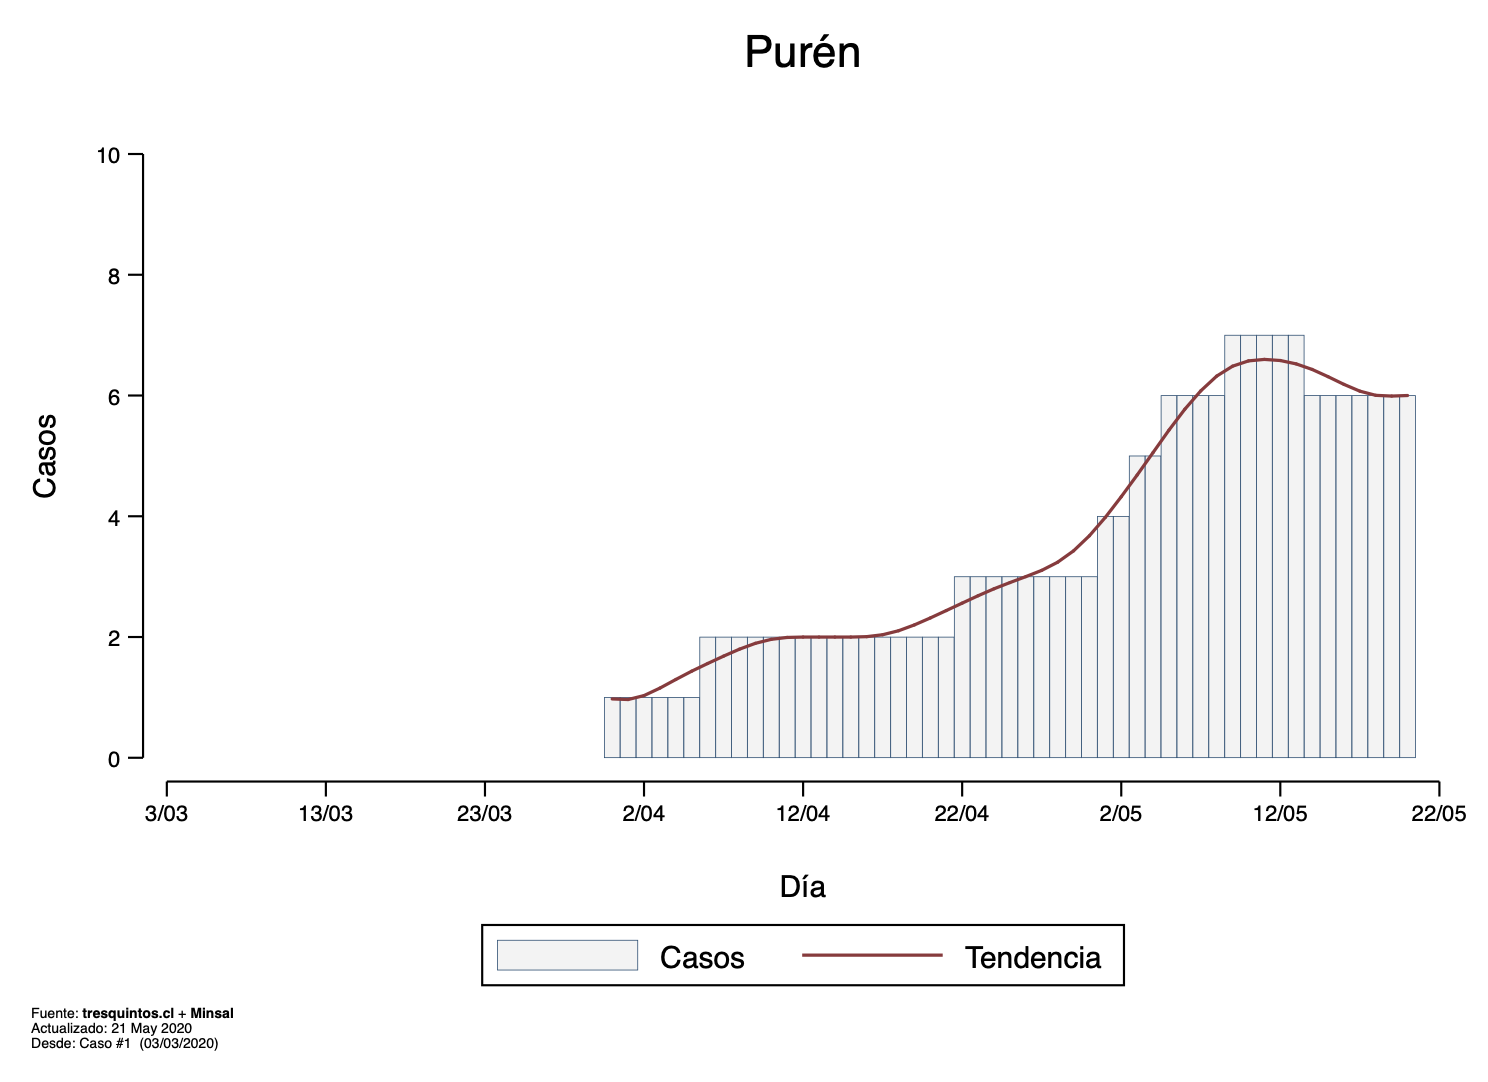 Purén
10
8
6
4
2
0
Casos
3/03 13/03 23/03 2/04 12/04 22/04 2/05 12/05 22/05
Día
Casos Tendencia
Fuente: tresquintos.cl + Minsal
Actualizado: 21 May 2020
Desde: Caso #1 (03/03/2020)